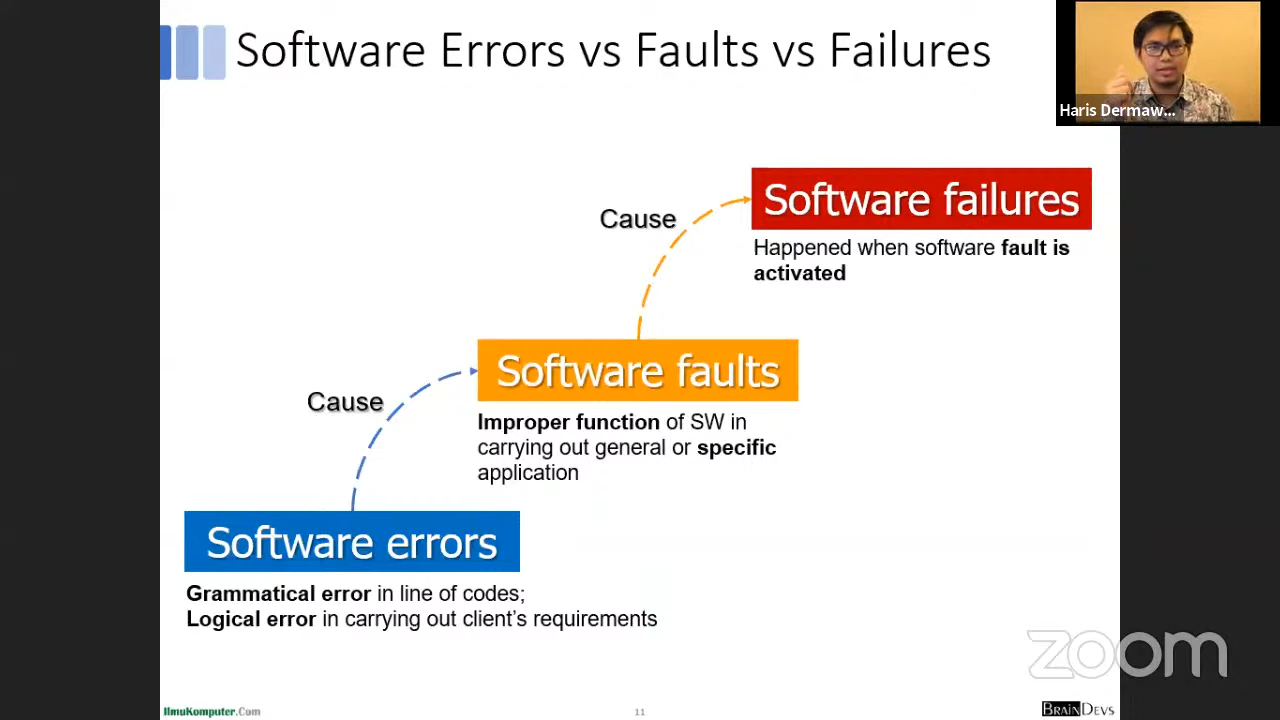 Software Errors vs Faults vs Failures
Haris Dermaw...
Software failures
Cause
Happened when software fault is
activated
Software faults
Cause
Improper function of SW in
carrying out general or specific
application
Software errors
Grammatical error in line of codes;
Logical error in carrying out client's requirements
zoom
IlmuKomputer.Com
11
BRAINDEVS